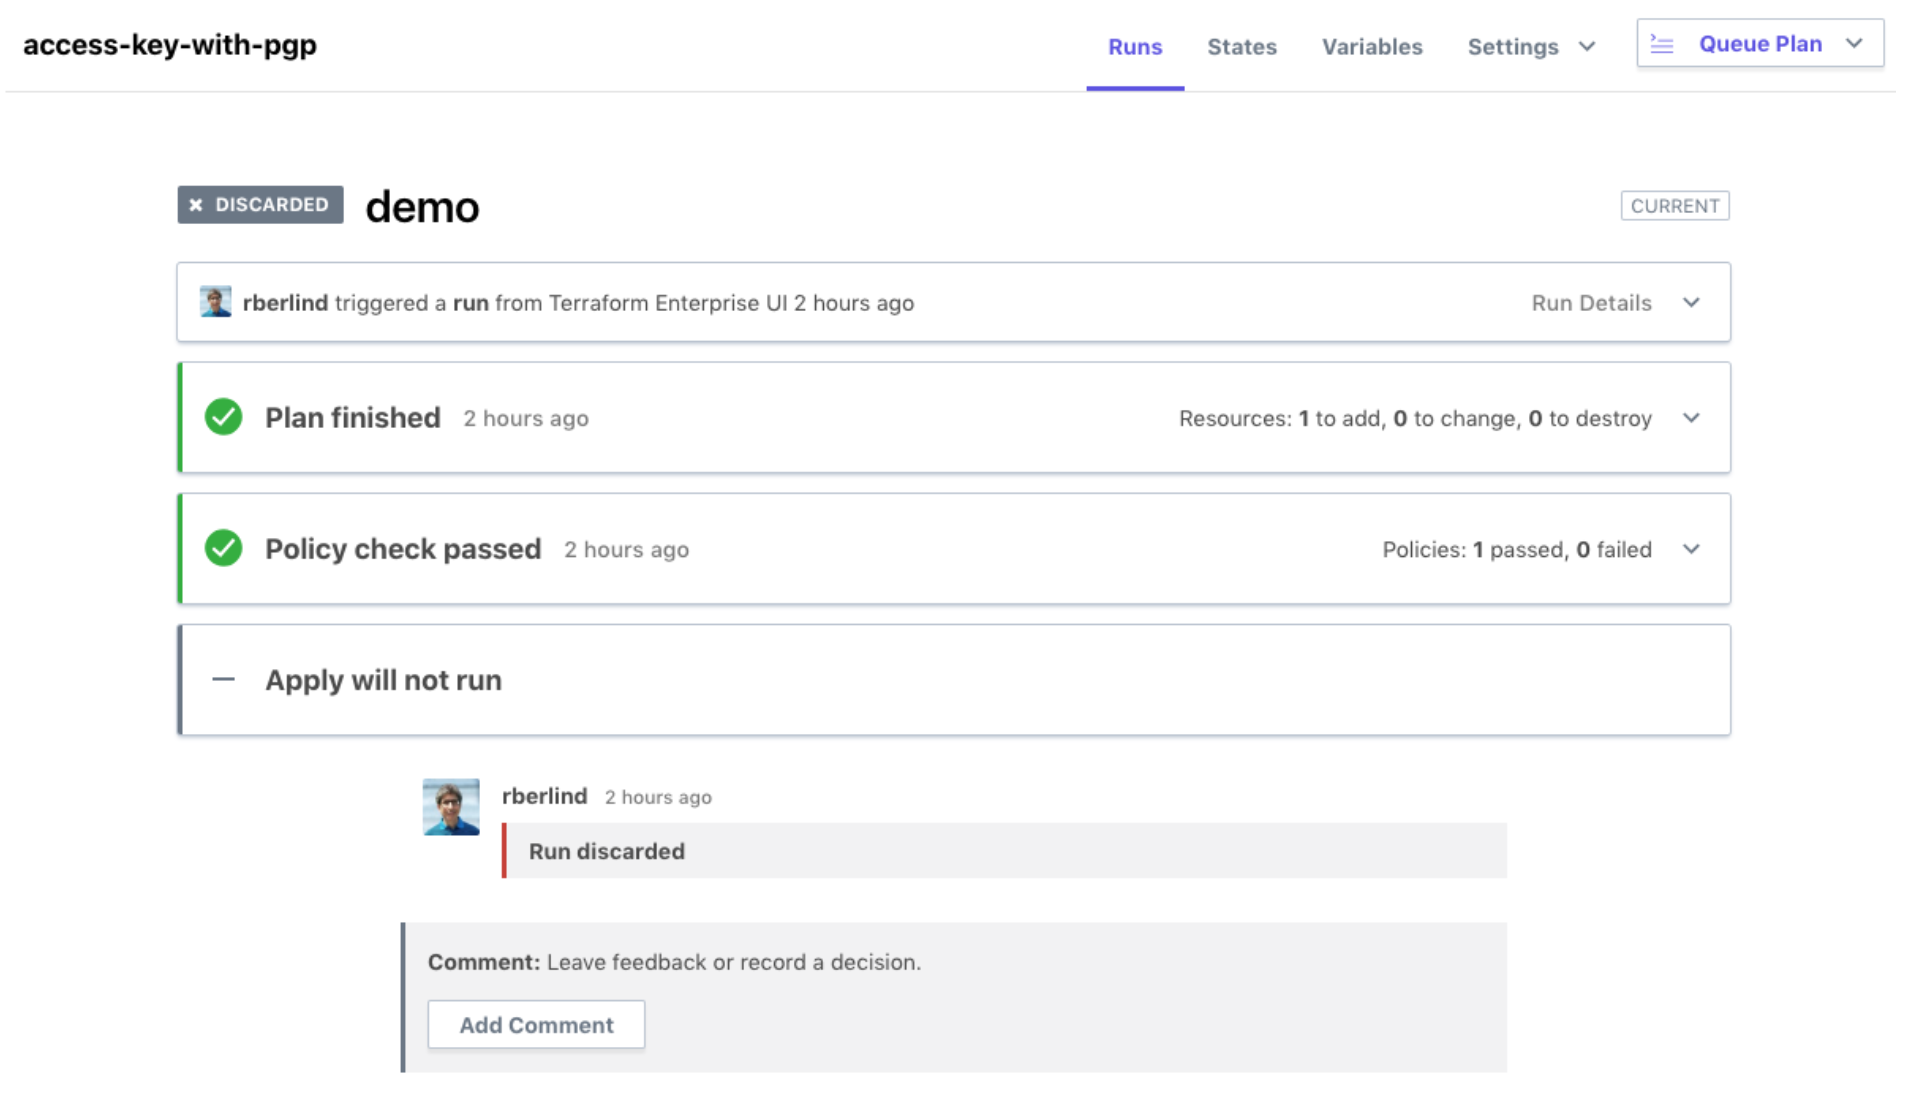 access-key-with-pgp
Runs States Variables Settings Queue Plan
DISCARDED demo CURRENT
rberlind triggered a run from Terraform Enterprise UI 2 hours ago Run Details
Plan finished 2 hours ago Resources: 1 to add, 0 to change, 0 to destroy
Policy check passed 2 hours ago Policies: 1 passed, 0 failed
Apply will not run
rberlind 2 hours ago
Run discarded
Comment: Leave feedback or record a decision.
Add Comment